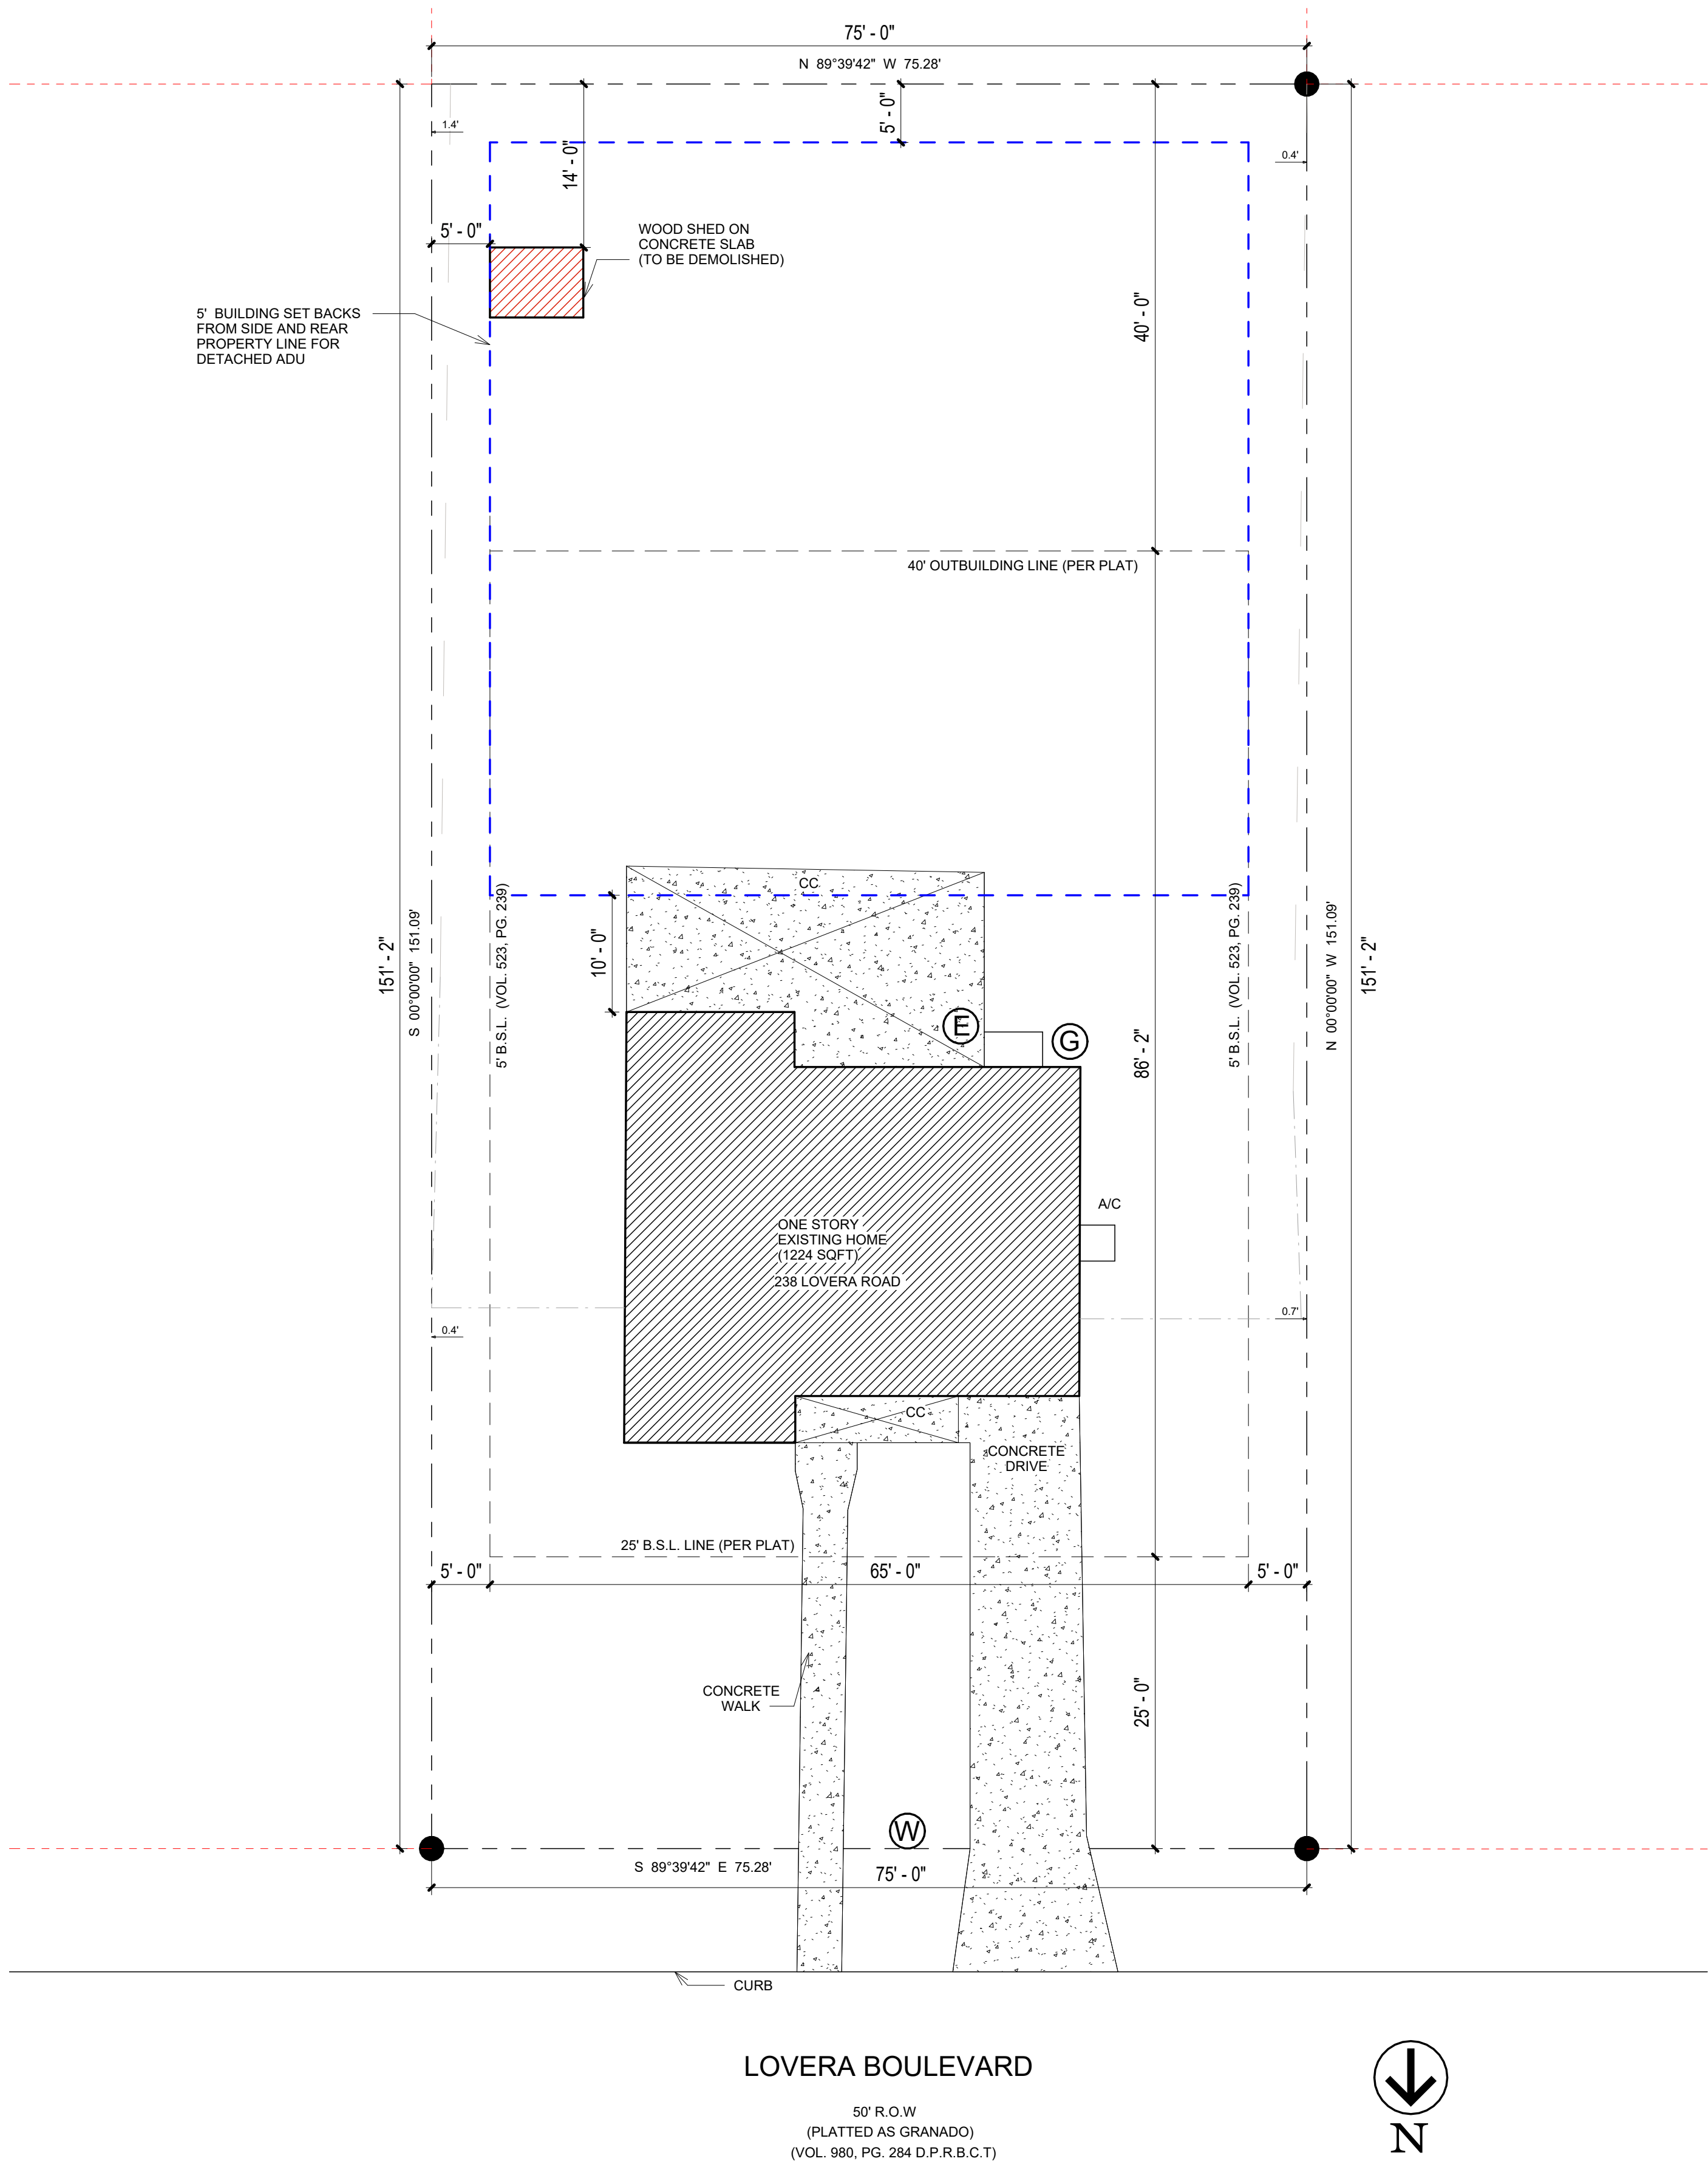 75' - 0"
N 89°39'42" W 75.28'
5' - 0"
1.4'
0.4'
14' - 0"
5' - 0"
WOOD SHED ON
CONCRETE SLAB
(TO BE DEMOLISHED)
40' - 0"
5' BUILDING SET BACKS
FROM SIDE AND REAR
PROPERTY LINE FOR
DETACHED ADU
40' OUTBUILDING LINE (PER PLAT)
CC
151' - 2"
S 00°00'00" 151.09'
5' B.S.L. (VOL. 523, PG. 239)
10' - 0"
E
G
86' - 2"
5' B.S.L. (VOL. 523, PG. 239)
N 00°00'00" W 151.09'
151' - 2"
A/C
ONE STORY
EXISTING HOME
(1224 SQFT)
238 LOVERA ROAD
0.4'
0.7'
CC
CONCRETE
DRIVE
25' B.S.L. LINE (PER PLAT)
5' - 0"
65' - 0"
5' - 0"
CONCRETE
WALK
25' - 0"
W
S 89°39'42" E 75.28'
75' - 0"
CURB
LOVERA BOULEVARD
50' R.O.W
(PLATTED AS GRANADO)
(VOL. 980, PG. 284 D.P.R.B.C.T)
N